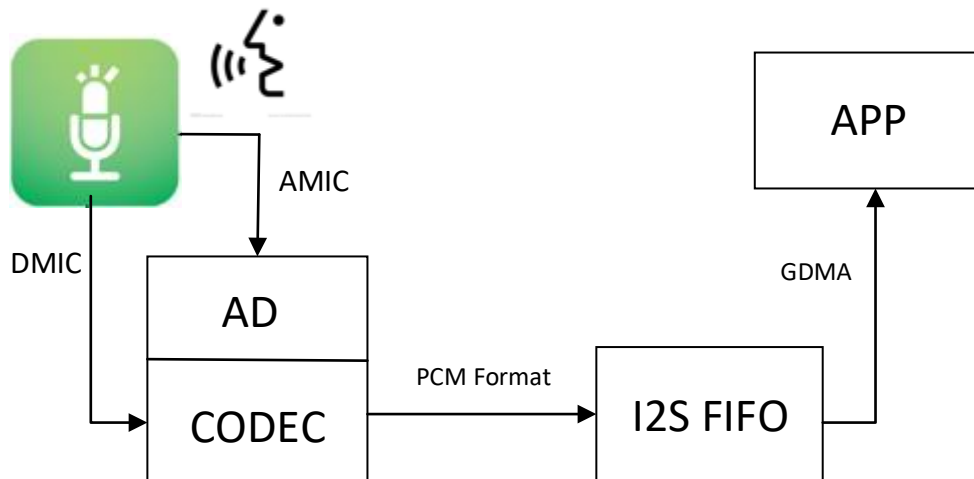 APP
AMIC
DMIC
GDMA
AD
PCM Format
CODEC
I2S FIFO